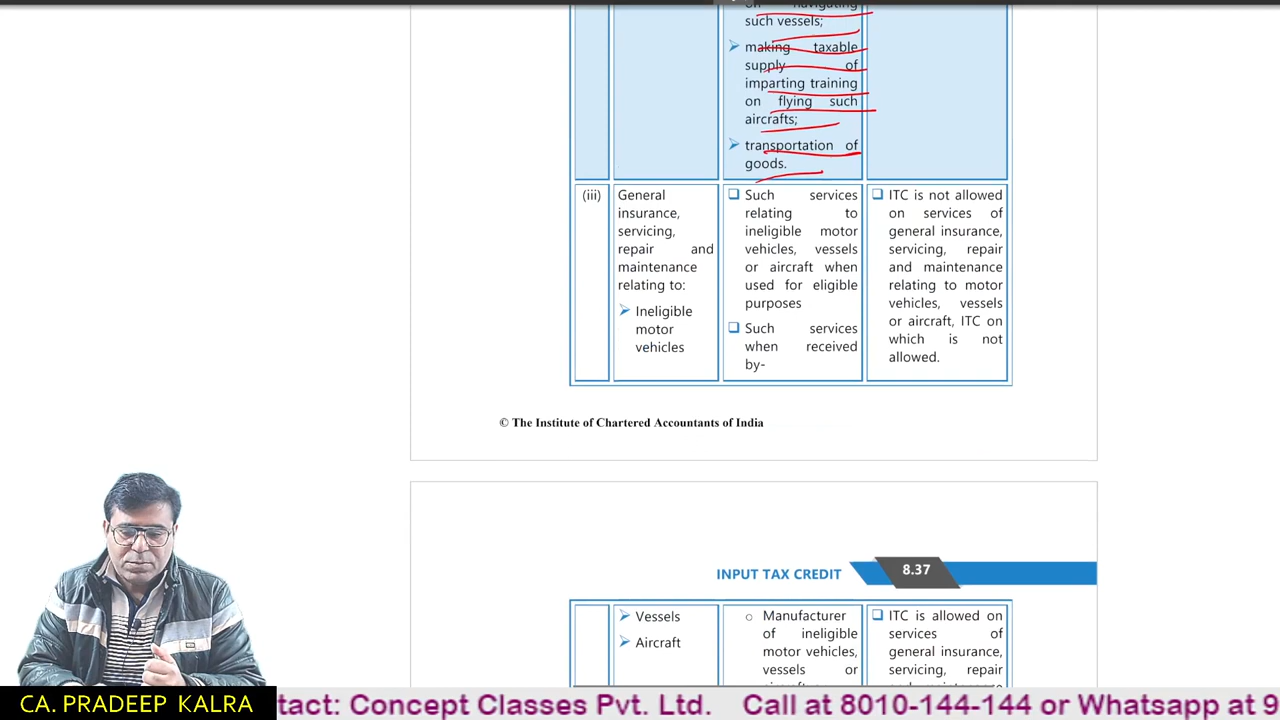 on navigating
such vessels;
➤ making taxable
supply of
imparting training
on flying such
aircrafts;
➤ transportation of
goods.
(iii)
General
insurance,
servicing,
repair and
maintenance
relating to:
➤ Ineligible
motor
vehicles
❑ Such services
relating to
ineligible motor
vehicles, vessels
or aircraft when
used for eligible
purposes
❑ Such services
when received
by-
❑ ITC is not allowed
on services of
general insurance,
servicing, repair
and maintenance
relating to motor
vehicles, vessels
or aircraft, ITC on
which is not
allowed.
© The Institute of Chartered Accountants of India
INPUT TAX CREDIT 8.37
➤ Vessels
➤ Aircraft
o Manufacturer
of ineligible
motor vehicles,
vessels or
❑ ITC is allowed on
services of
general insurance,
servicing, repair
CA. PRADEEP KALRA
tact: Concept Classes Pvt. Ltd. Call at 8010-144-144 or Whatsapp at 9